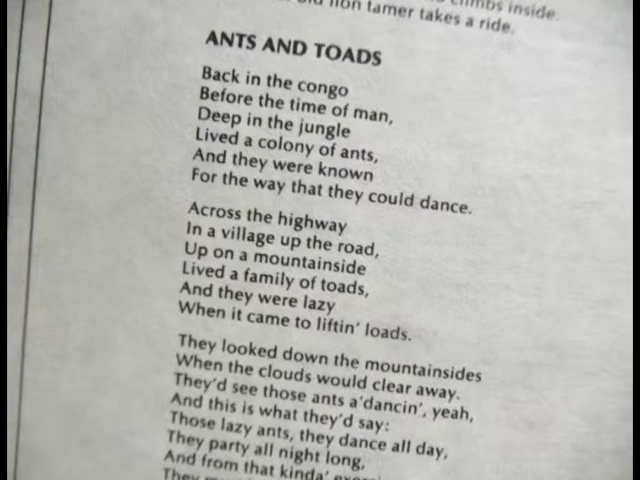 climbs inside.
lion tamer takes a ride.
ANTS AND TOADS
Back in the congo
Before the time of man,
Deep in the jungle
Lived a colony of ants,
And they were known
For the way that they could dance.
Across the highway
In a village up the road,
Up on a mountainside
Lived a family of toads,
And they were lazy
When it came to liftin' loads.
They looked down the mountainsides
When the clouds would clear away.
They'd see those ants a'dancin', yeah,
And this is what they'd say:
Those lazy ants, they dance all day,
They party all night long,
And from that kinda'
They